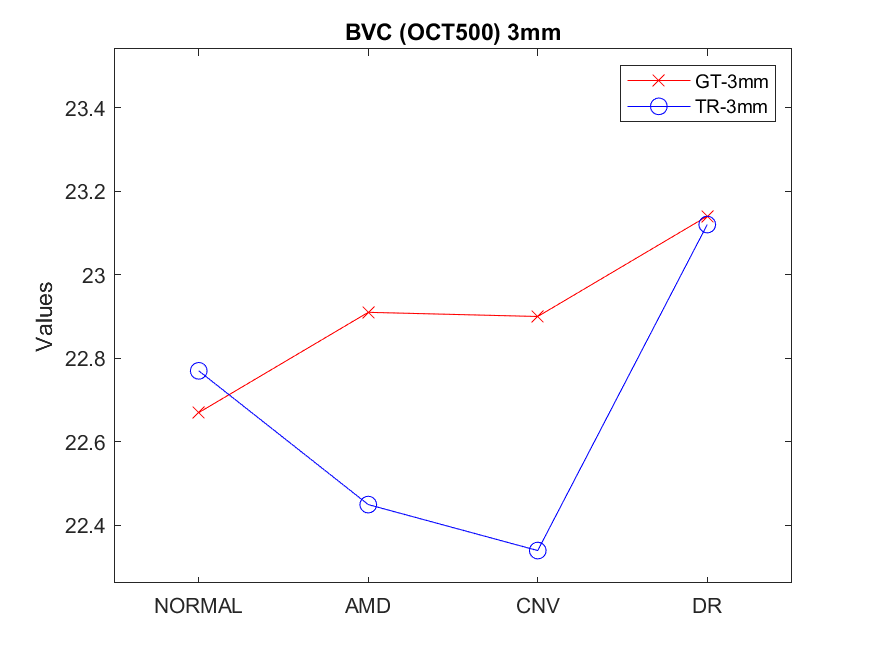 BVC (OCT500) 3mm
GT-3mm
TR-3mm
23.4
23.2
23
22.8
22.6
22.4
Values
NORMAL AMD CNV DR